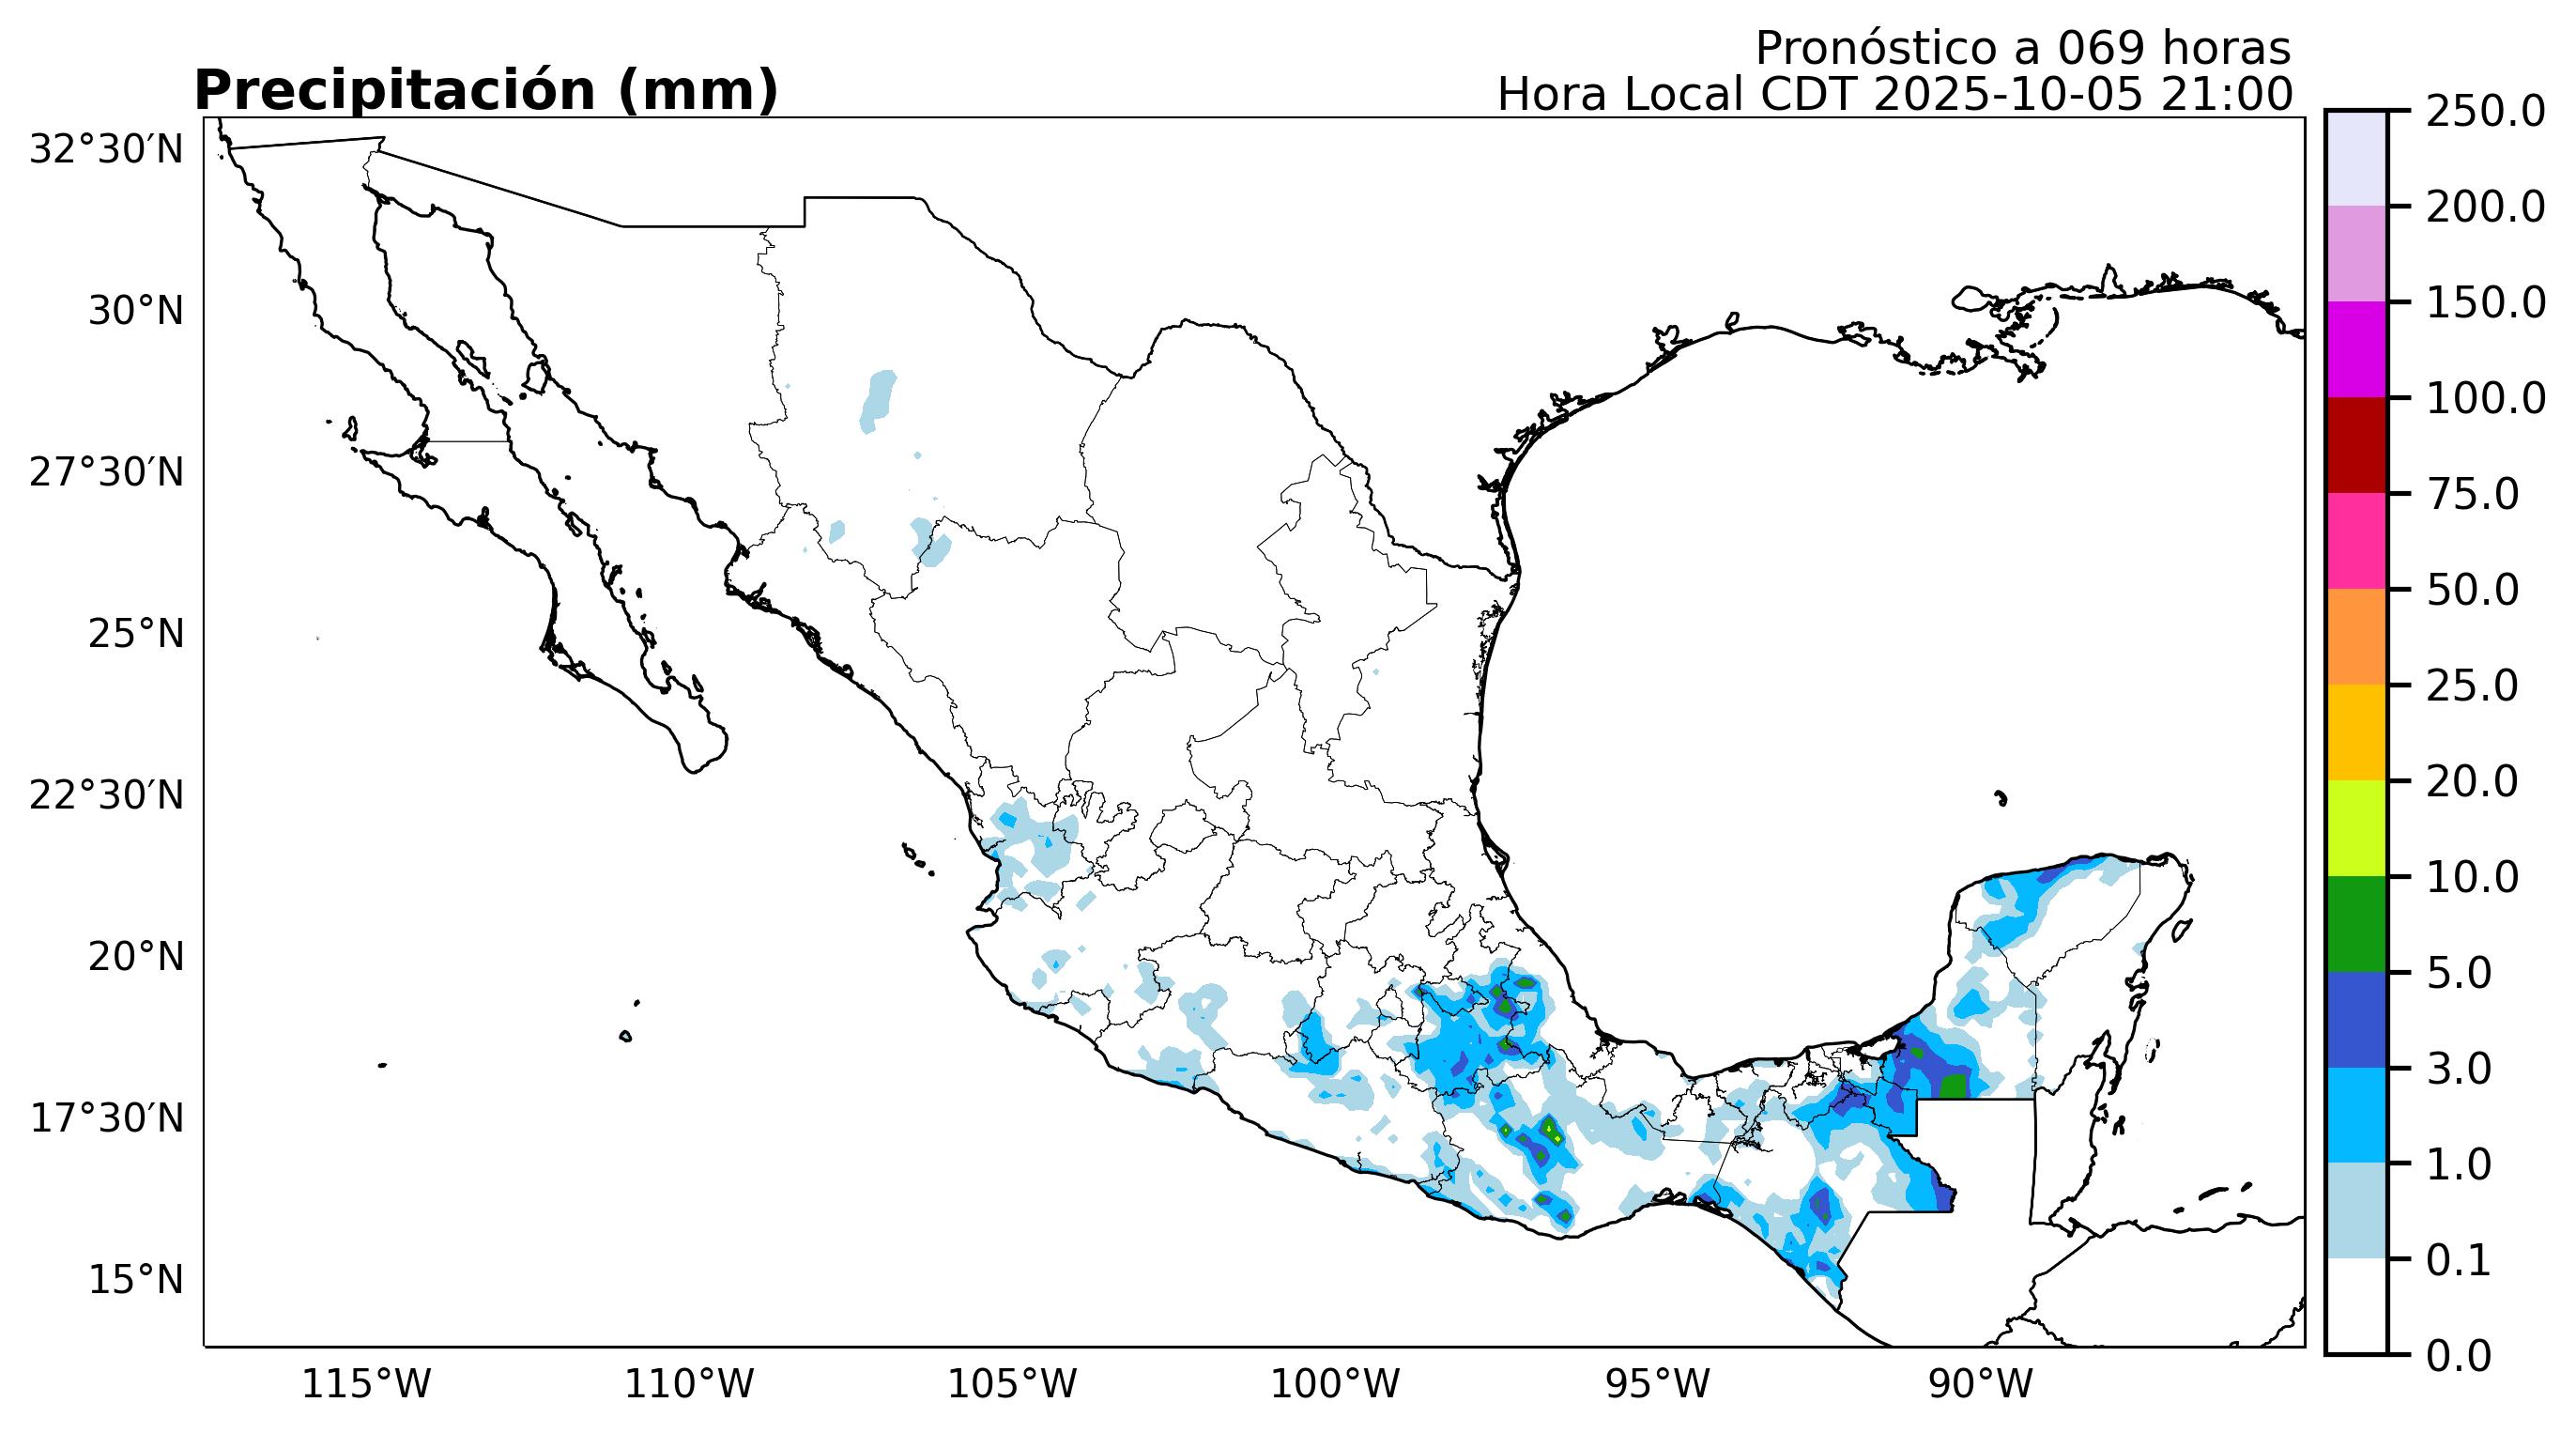 Pronóstico a 069 horas
Precipitación (mm)
Hora Local CDT 2025-10-05 21:00
32°30′N
30°N
27°30′N
25°N
22°30′N
20°N
17°30′N
15°N
115°W
110°W
105°W
100°W
95°W
90°W
250.0
200.0
150.0
100.0
75.0
50.0
25.0
20.0
10.0
5.0
3.0
1.0
0.1
0.0